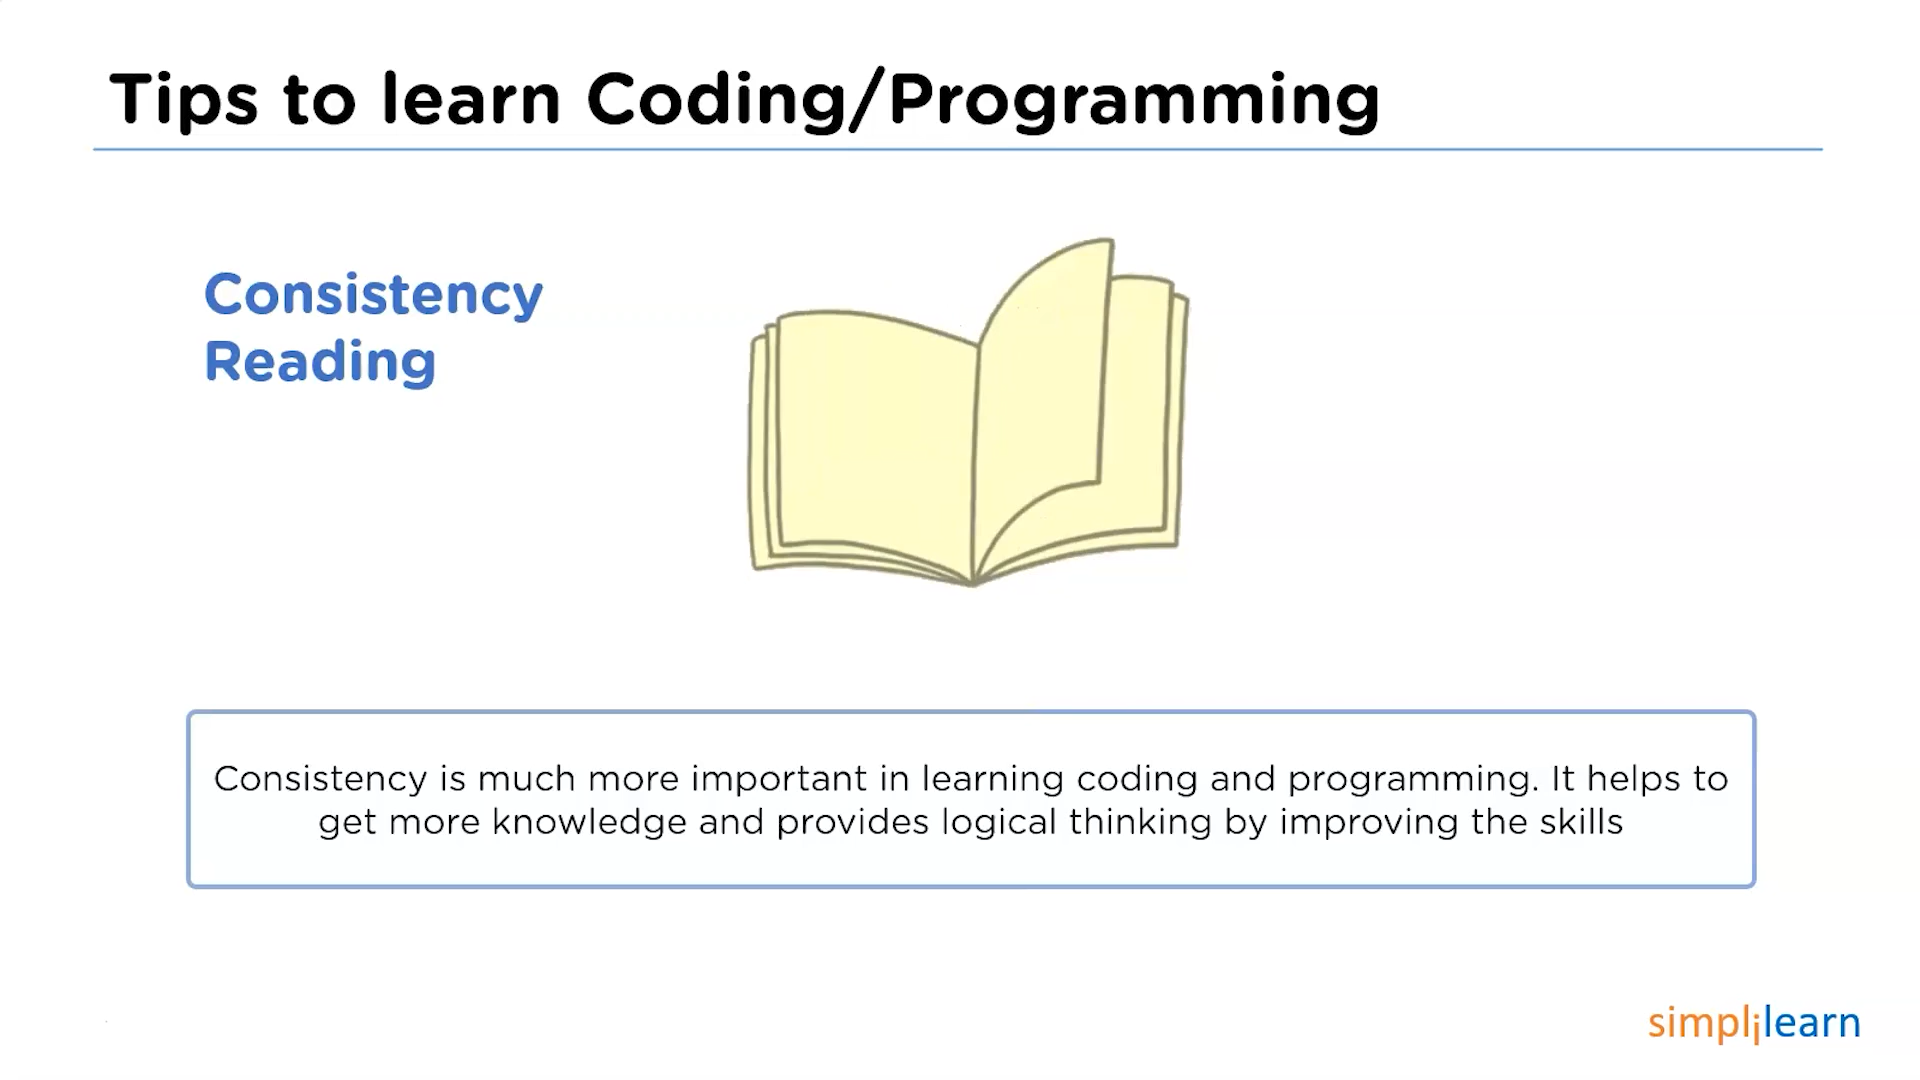 Tips to learn Coding/Programming
Consistency
Reading
Consistency is much more important in learning coding and programming. It helps to
get more knowledge and provides logical thinking by improving the skills
simplilearn